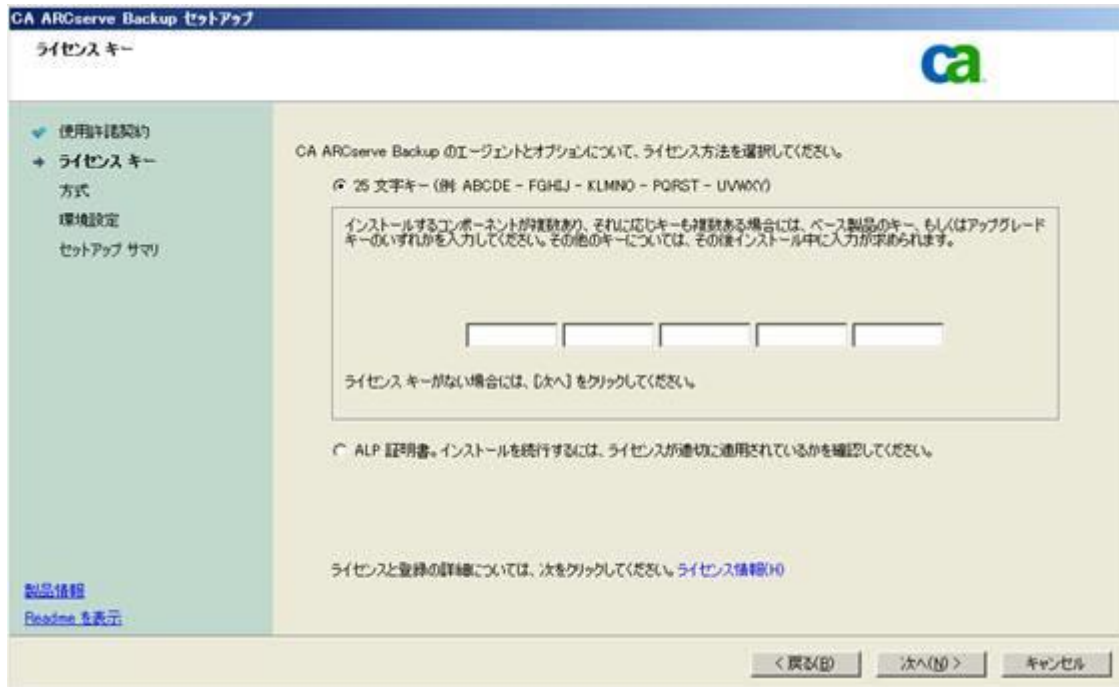 CA ARCserve Backup セットアップ
ライセンス キー
ca
使用許諾契約
ライセンス キー
方式
環境設定
セットアップ サマリ
CA ARCserve Backup のエージェントとオプションについて、ライセンス方法を選択してください。
25 文字キー (例: ABCDE - FGHIJ - KLMNO - PQRST - UVWXY)
インストールするコンポーネントが複数あり、それに応じキーも複数ある場合には、ベース製品のキー、もしくはアップグレード
キーのいずれかを入力してください。その他のキーについては、その後インストール中に入力が求められます。
ライセンス キーがない場合には、[次へ] をクリックしてください。
ALP 証明書。インストールを続行するには、ライセンスが適切に適用されているかを確認してください。
ライセンスと登録の詳細については、次をクリックしてください。ライセンス情報(H)
製品情報
Readme を表示
< 戻る(B)
次へ(N) >
キャンセル